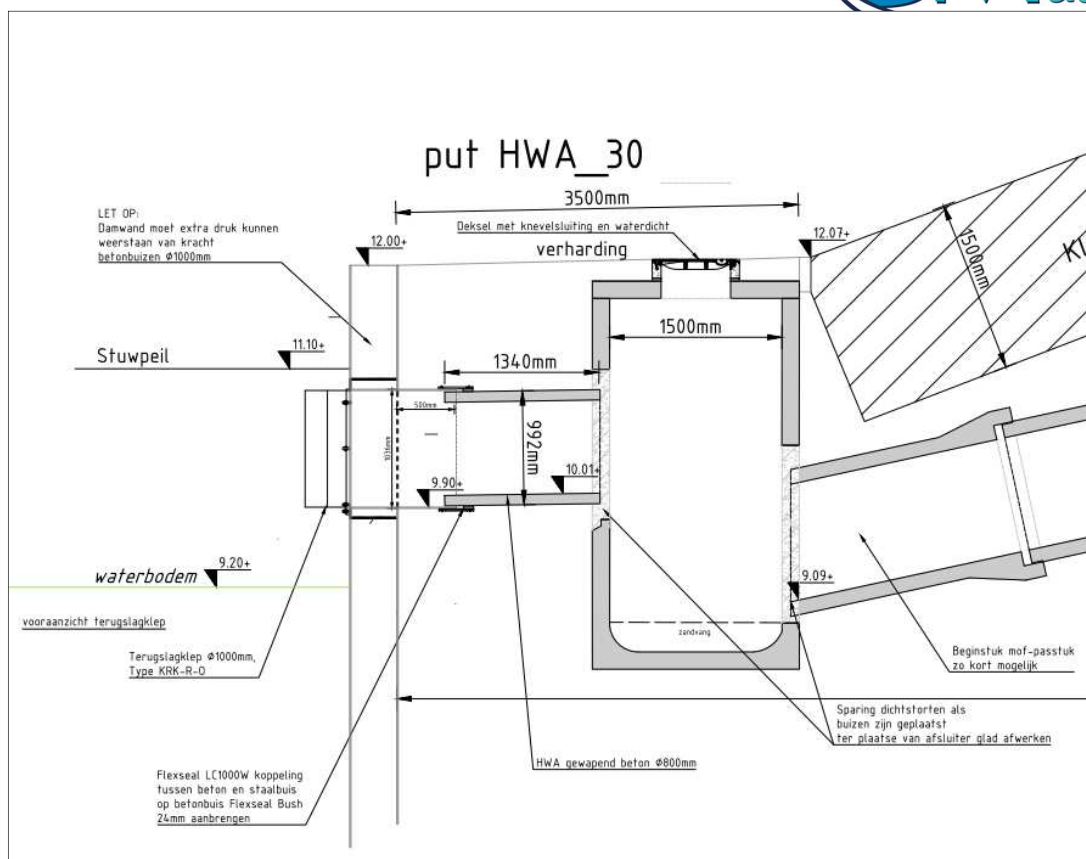 put HWA_30
3500mm
LET OP:
Damwand moet extra druk kunnen
weerstaan van kracht
betonbuizen Ø1000mm
Deksel met knevelsluiting en waterdicht
12.00+
verharding
12.07+
1500mm
Stuwpeil
11.10+
1500mm
1340mm
500mm
1036mm
992mm
10.01+
9.90+
waterbodem
9.20+
9.09+
vooraanzicht terugslagklep
zandvang
Terugslagklep Ø1000mm,
Type KRK-R-O
Beginstuk mof-passtuk
zo kort mogelijk
Sparing dichtstorten als
buizen zijn geplaatst
ter plaatse van afsluiter glad afwerken
HWA gewapend beton Ø800mm
Flexseal LC1000W koppeling
tussen beton en staalbuis
op betonbuis Flexseal Bush
24mm aanbrengen